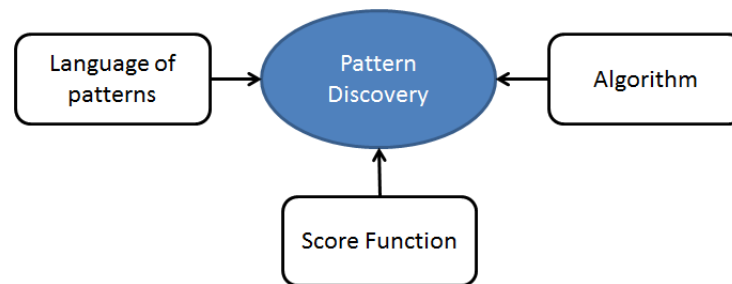 Language of
patterns
Pattern
Discovery
Algorithm
Score Function